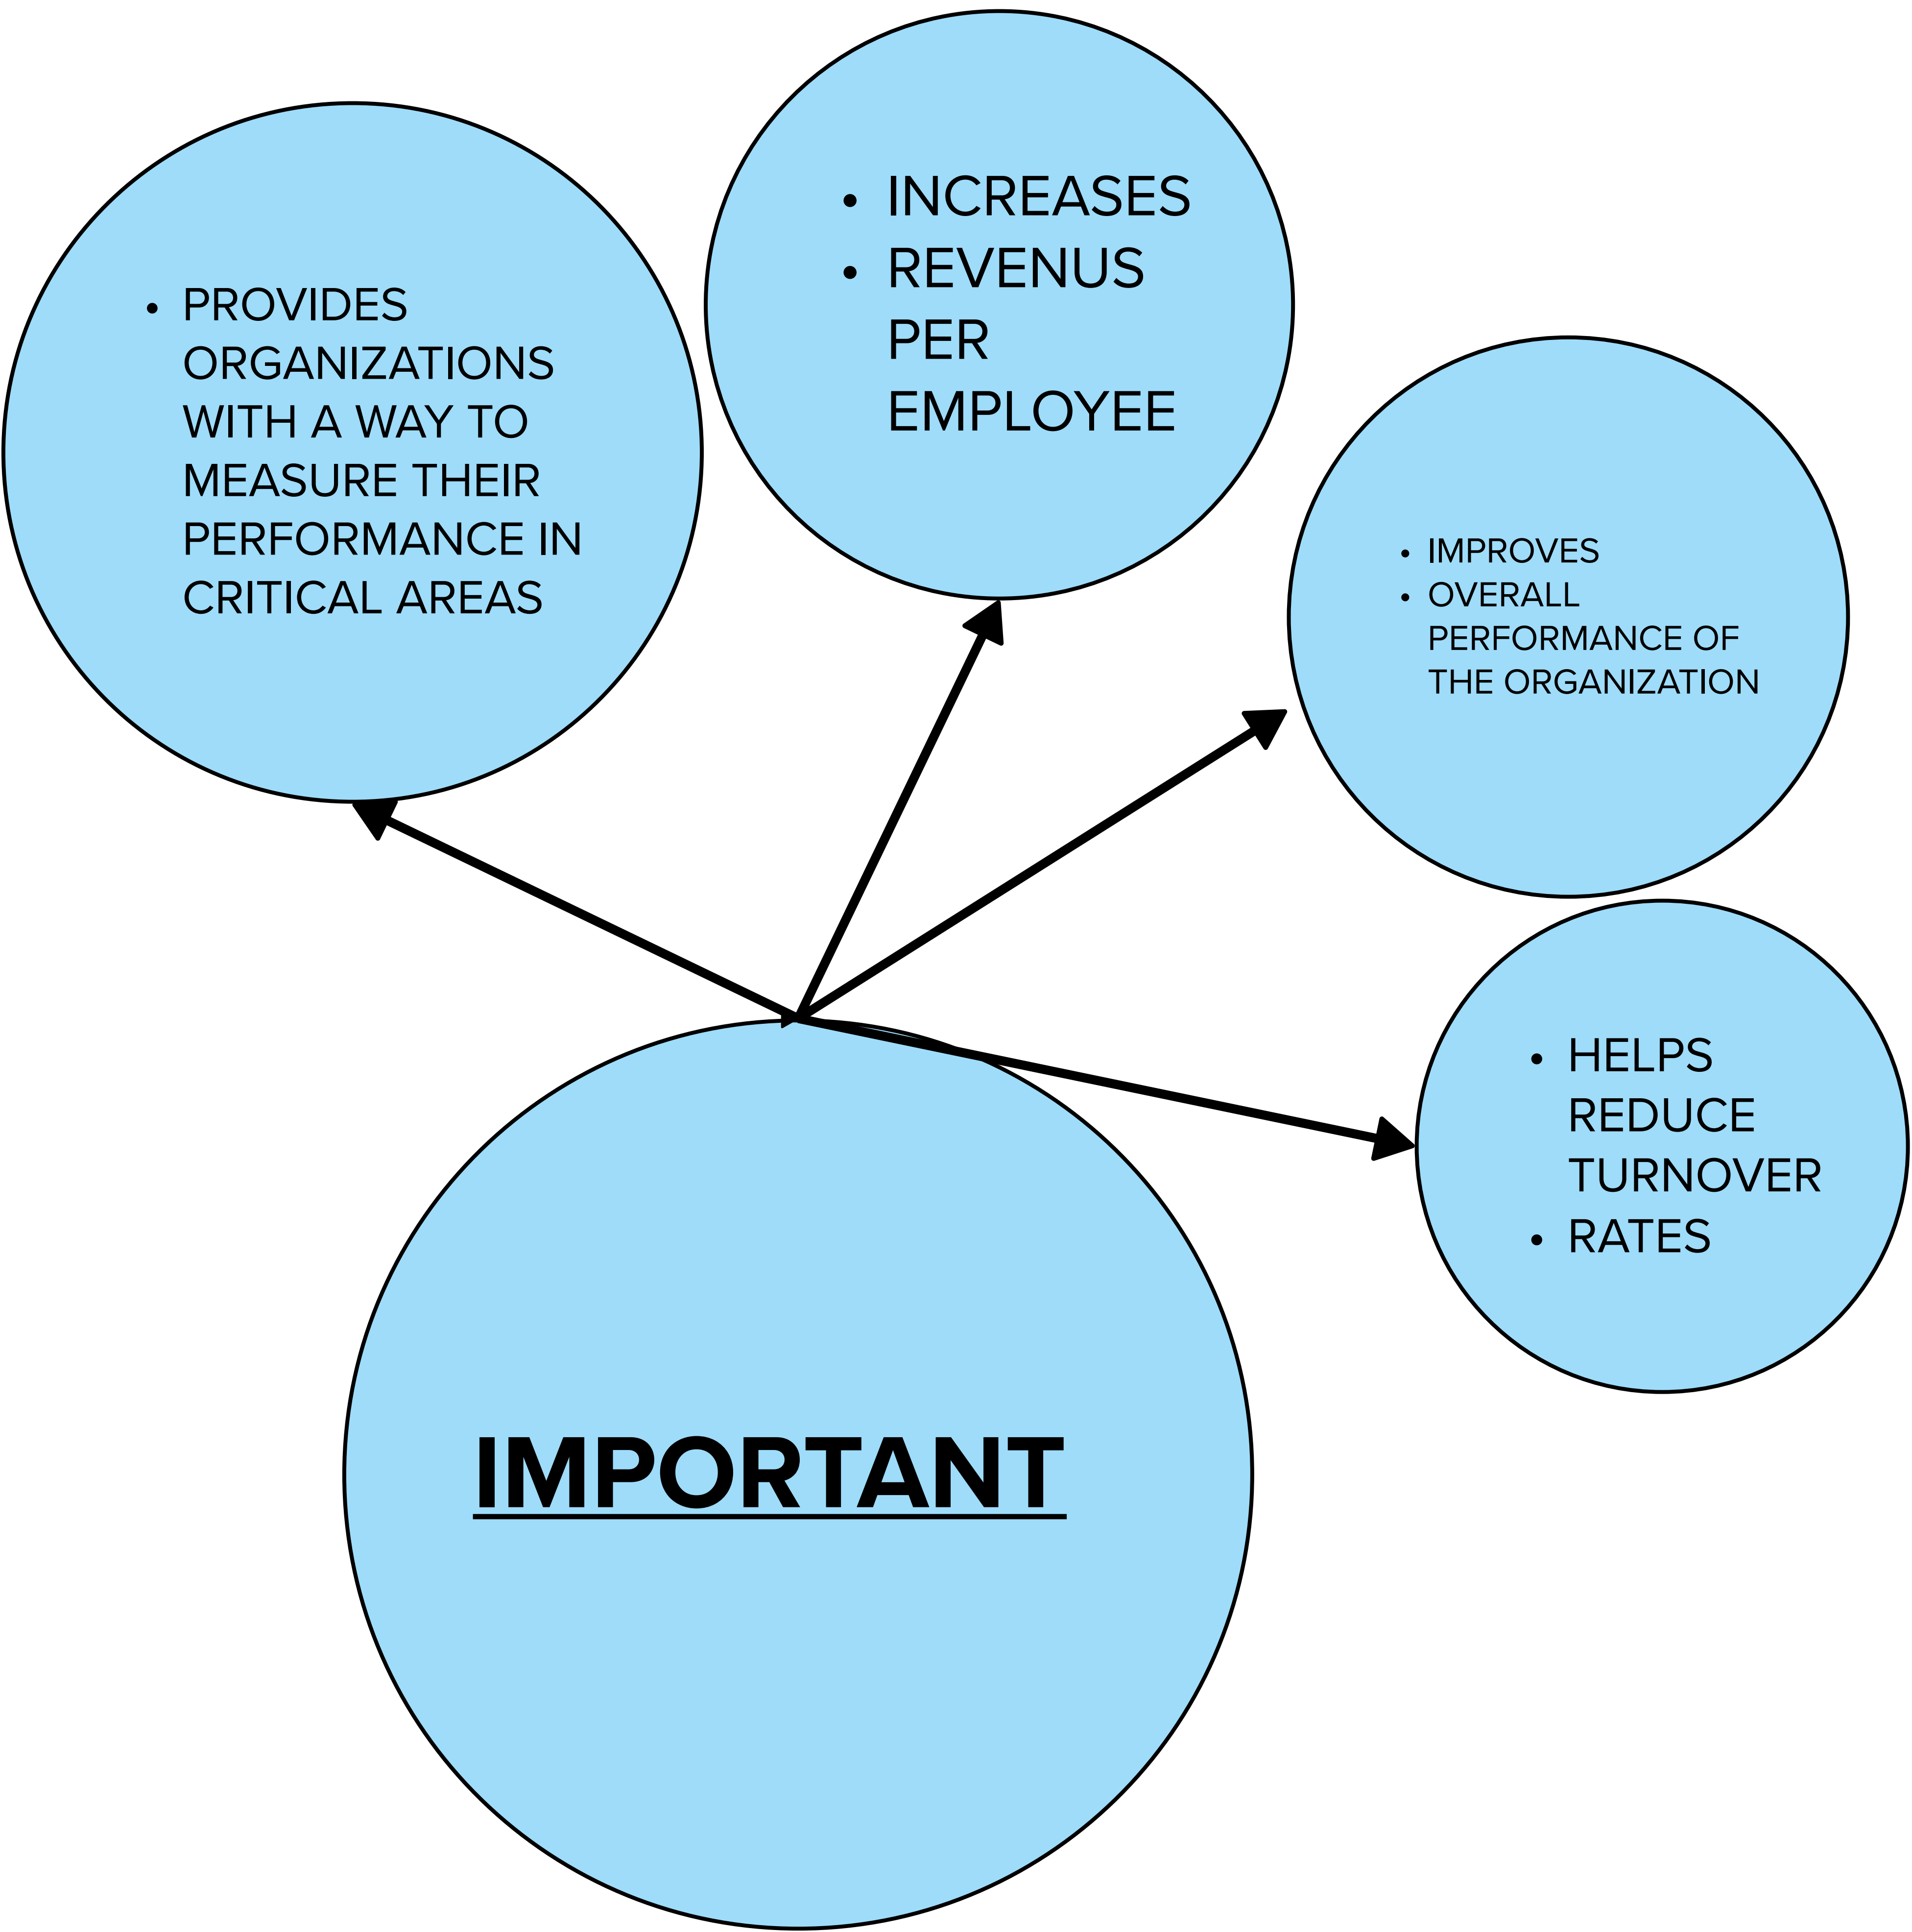 • PROVIDES
ORGANIZATIONS
WITH A WAY TO
MEASURE THEIR
PERFORMANCE IN
CRITICAL AREAS
• INCREASES
• REVENUS
PER
EMPLOYEE
• IMPROVES
• OVERALL
PERFORMANCE OF
THE ORGANIZATION
• HELPS
REDUCE
TURNOVER
• RATES
IMPORTANT